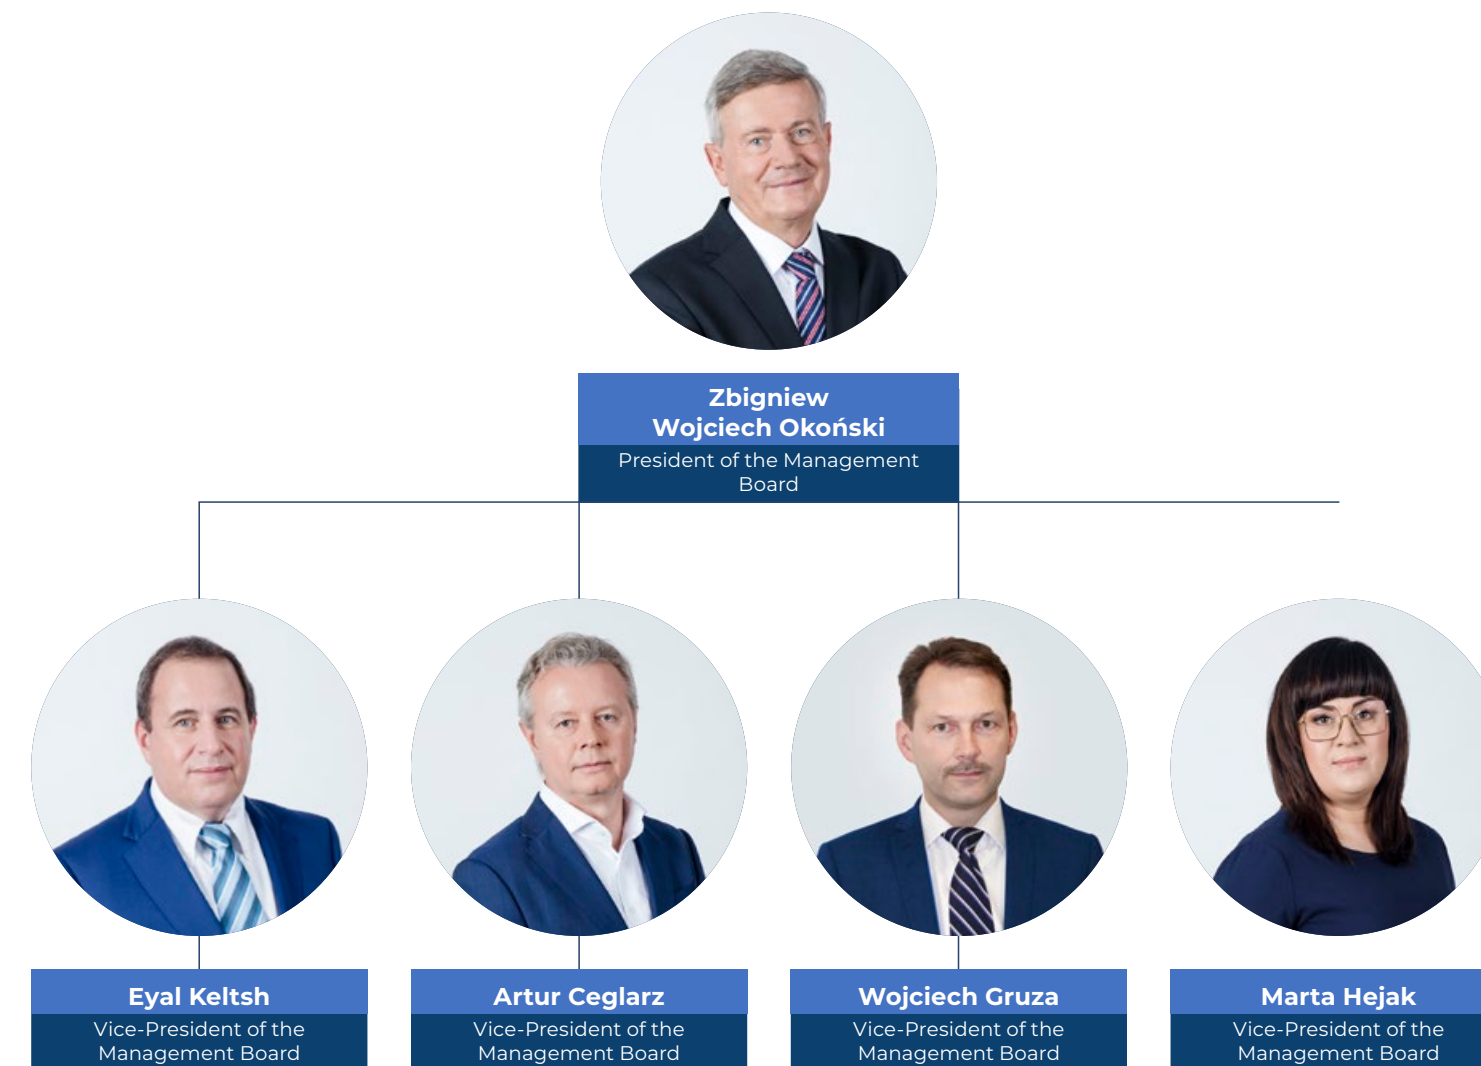 Zbigniew
Wojciech Okoński
President of the Management
Board
Eyal Keltsh
Vice-President of the
Management Board
Artur Ceglarz
Vice-President of the
Management Board
Wojciech Gruza
Vice-President of the
Management Board
Marta Hejak
Vice-President of the
Management Board